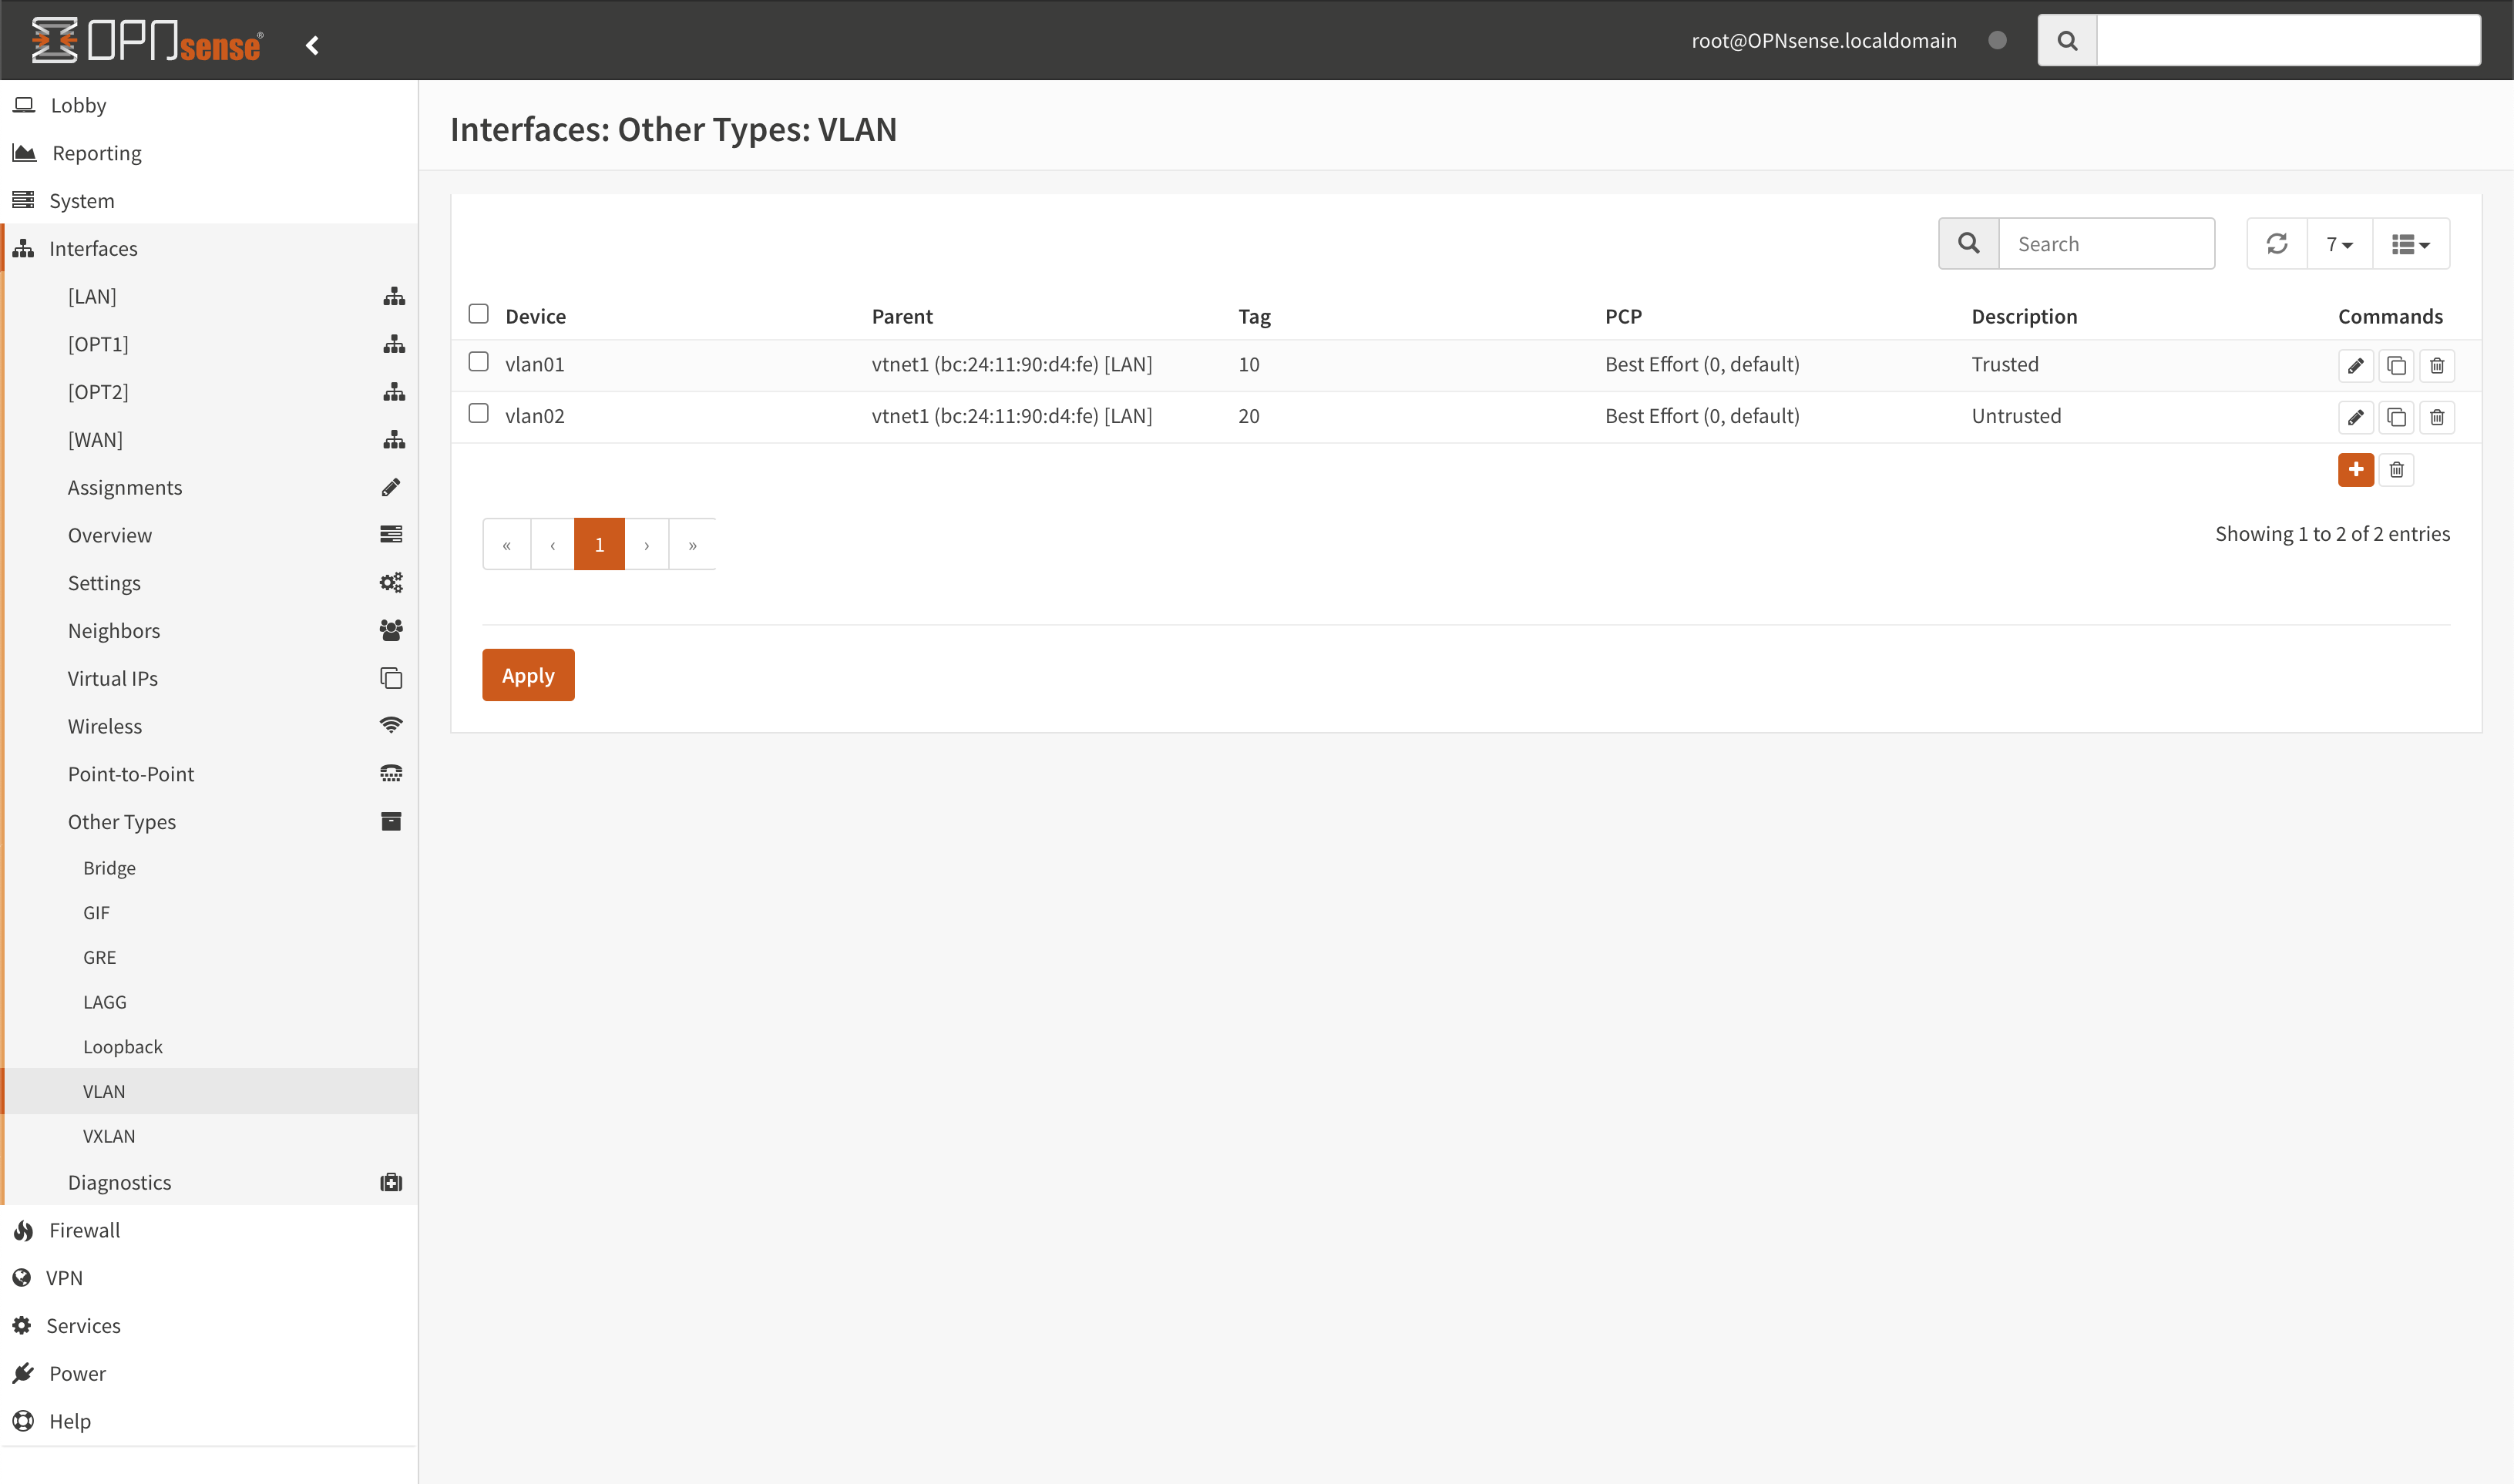 OPNsense®
root@OPNsense.localdomain
Lobby
Reporting
System
Interfaces
[LAN]
[OPT1]
[OPT2]
[WAN]
Assignments
Overview
Settings
Neighbors
Virtual IPs
Wireless
Point-to-Point
Other Types
Bridge
GIF
GRE
LAGG
Loopback
VLAN
VXLAN
Diagnostics
Firewall
VPN
Services
Power
Help
Interfaces: Other Types: VLAN
Search 7
Device Parent Tag PCP Description Commands
vlan01 vtnet1 (bc:24:11:90:d4:fe) [LAN] 10 Best Effort (0, default) Trusted
vlan02 vtnet1 (bc:24:11:90:d4:fe) [LAN] 20 Best Effort (0, default) Untrusted
« ‹ 1 › » Showing 1 to 2 of 2 entries
Apply